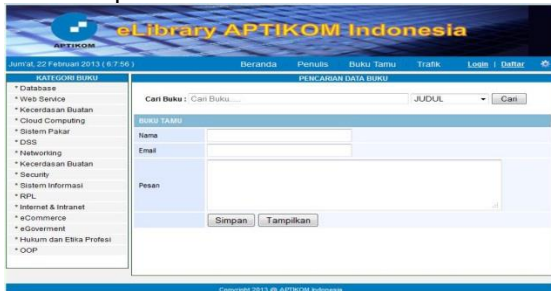 eLibrary APTIKOM Indonesia
APTIKOM
Jum'at, 22 Februari 2013 ( 6:7:56 ) Beranda Penulis Buku Tamu Trafik Login | Daftar
KATEGORI BUKU
* Database
* Web Service
* Kecerdasan Buatan
* Cloud Computing
* Sistem Pakar
* DSS
* Networking
* Kecerdasan Buatan
* Security
* Sistem Informasi
* RPL
* Internet & Intranet
* eCommerce
* eGoverment
* Hukum dan Etika Profesi
* OOP
PENCARIAN DATA BUKU
Cari Buku : Cari Buku..... JUDUL Cari
BUKU TAMU
Nama
Email
Pesan
Simpan Tampilkan
Copyright 2013 @ APTIKOM Indonesia